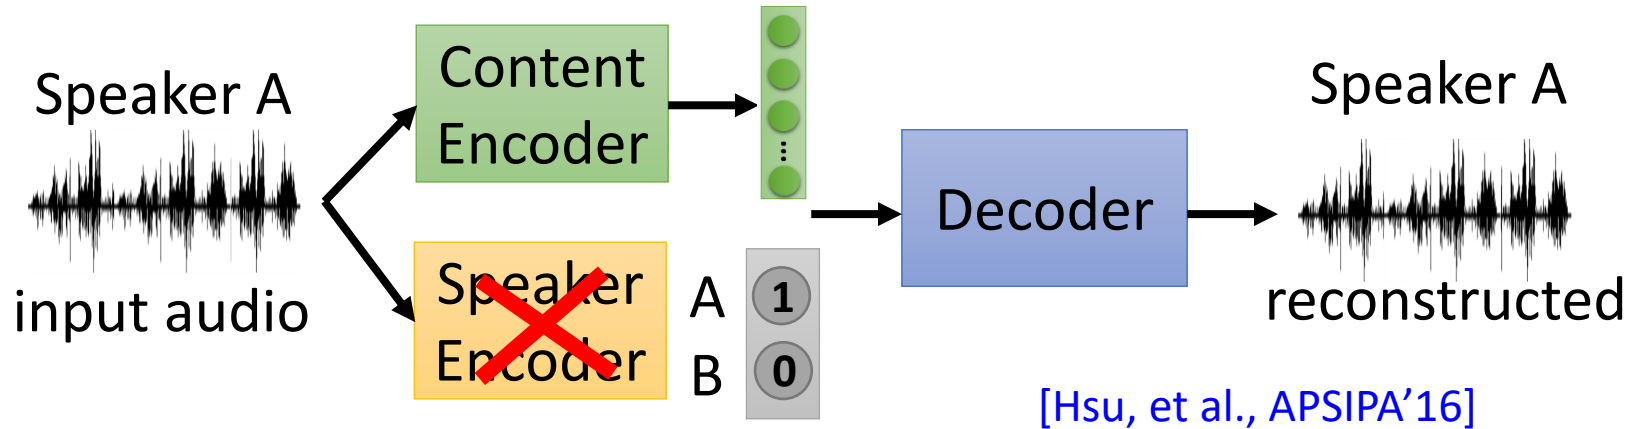 Speaker A
input audio
Content
Encoder
⋮
Speaker
Encoder
A 1
B 0
Decoder
Speaker A
reconstructed
[Hsu, et al., APSIPA’16]